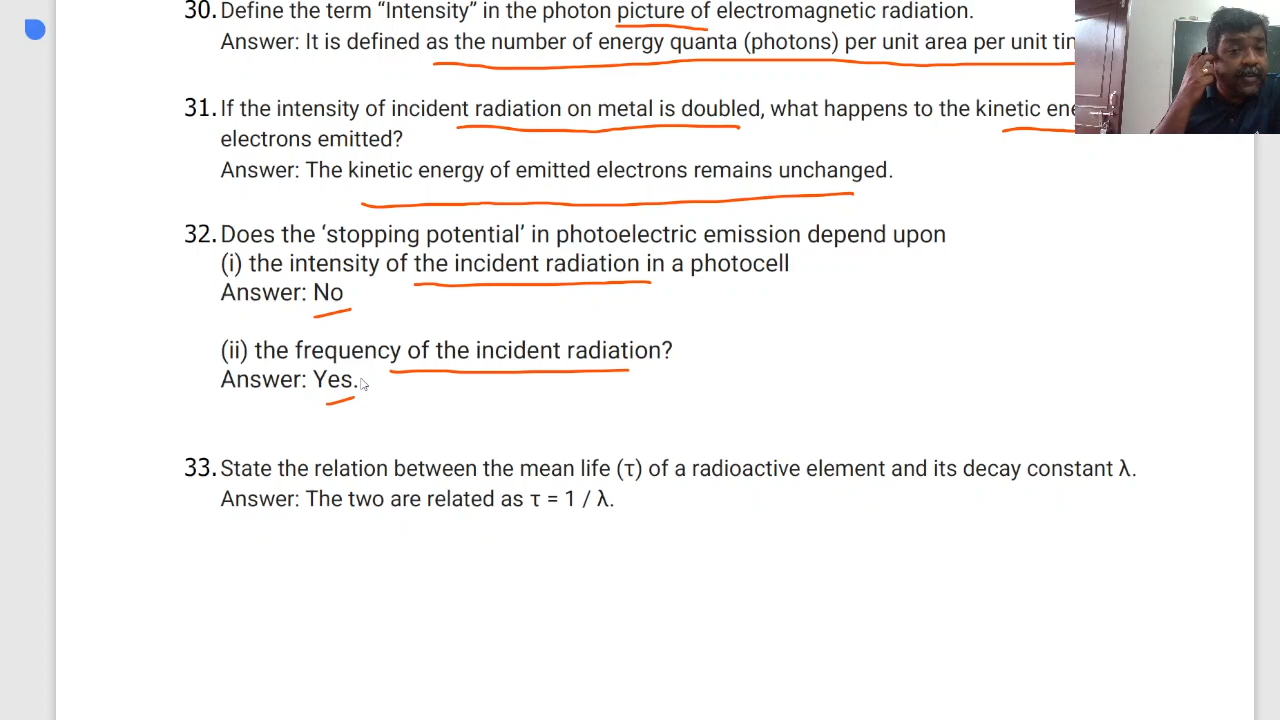 30. Define the term “Intensity” in the photon picture of electromagnetic radiation.
Answer: It is defined as the number of energy quanta (photons) per unit area per unit
31. If the intensity of incident radiation on metal is doubled, what happens to the kinetic
electrons emitted?
Answer: The kinetic energy of emitted electrons remains unchanged.
32. Does the ‘stopping potential’ in photoelectric emission depend upon
(i) the intensity of the incident radiation in a photocell
Answer: No
(ii) the frequency of the incident radiation?
Answer: Yes.
33. State the relation between the mean life (τ) of a radioactive element and its decay constant λ.
Answer: The two are related as τ = 1 / λ.